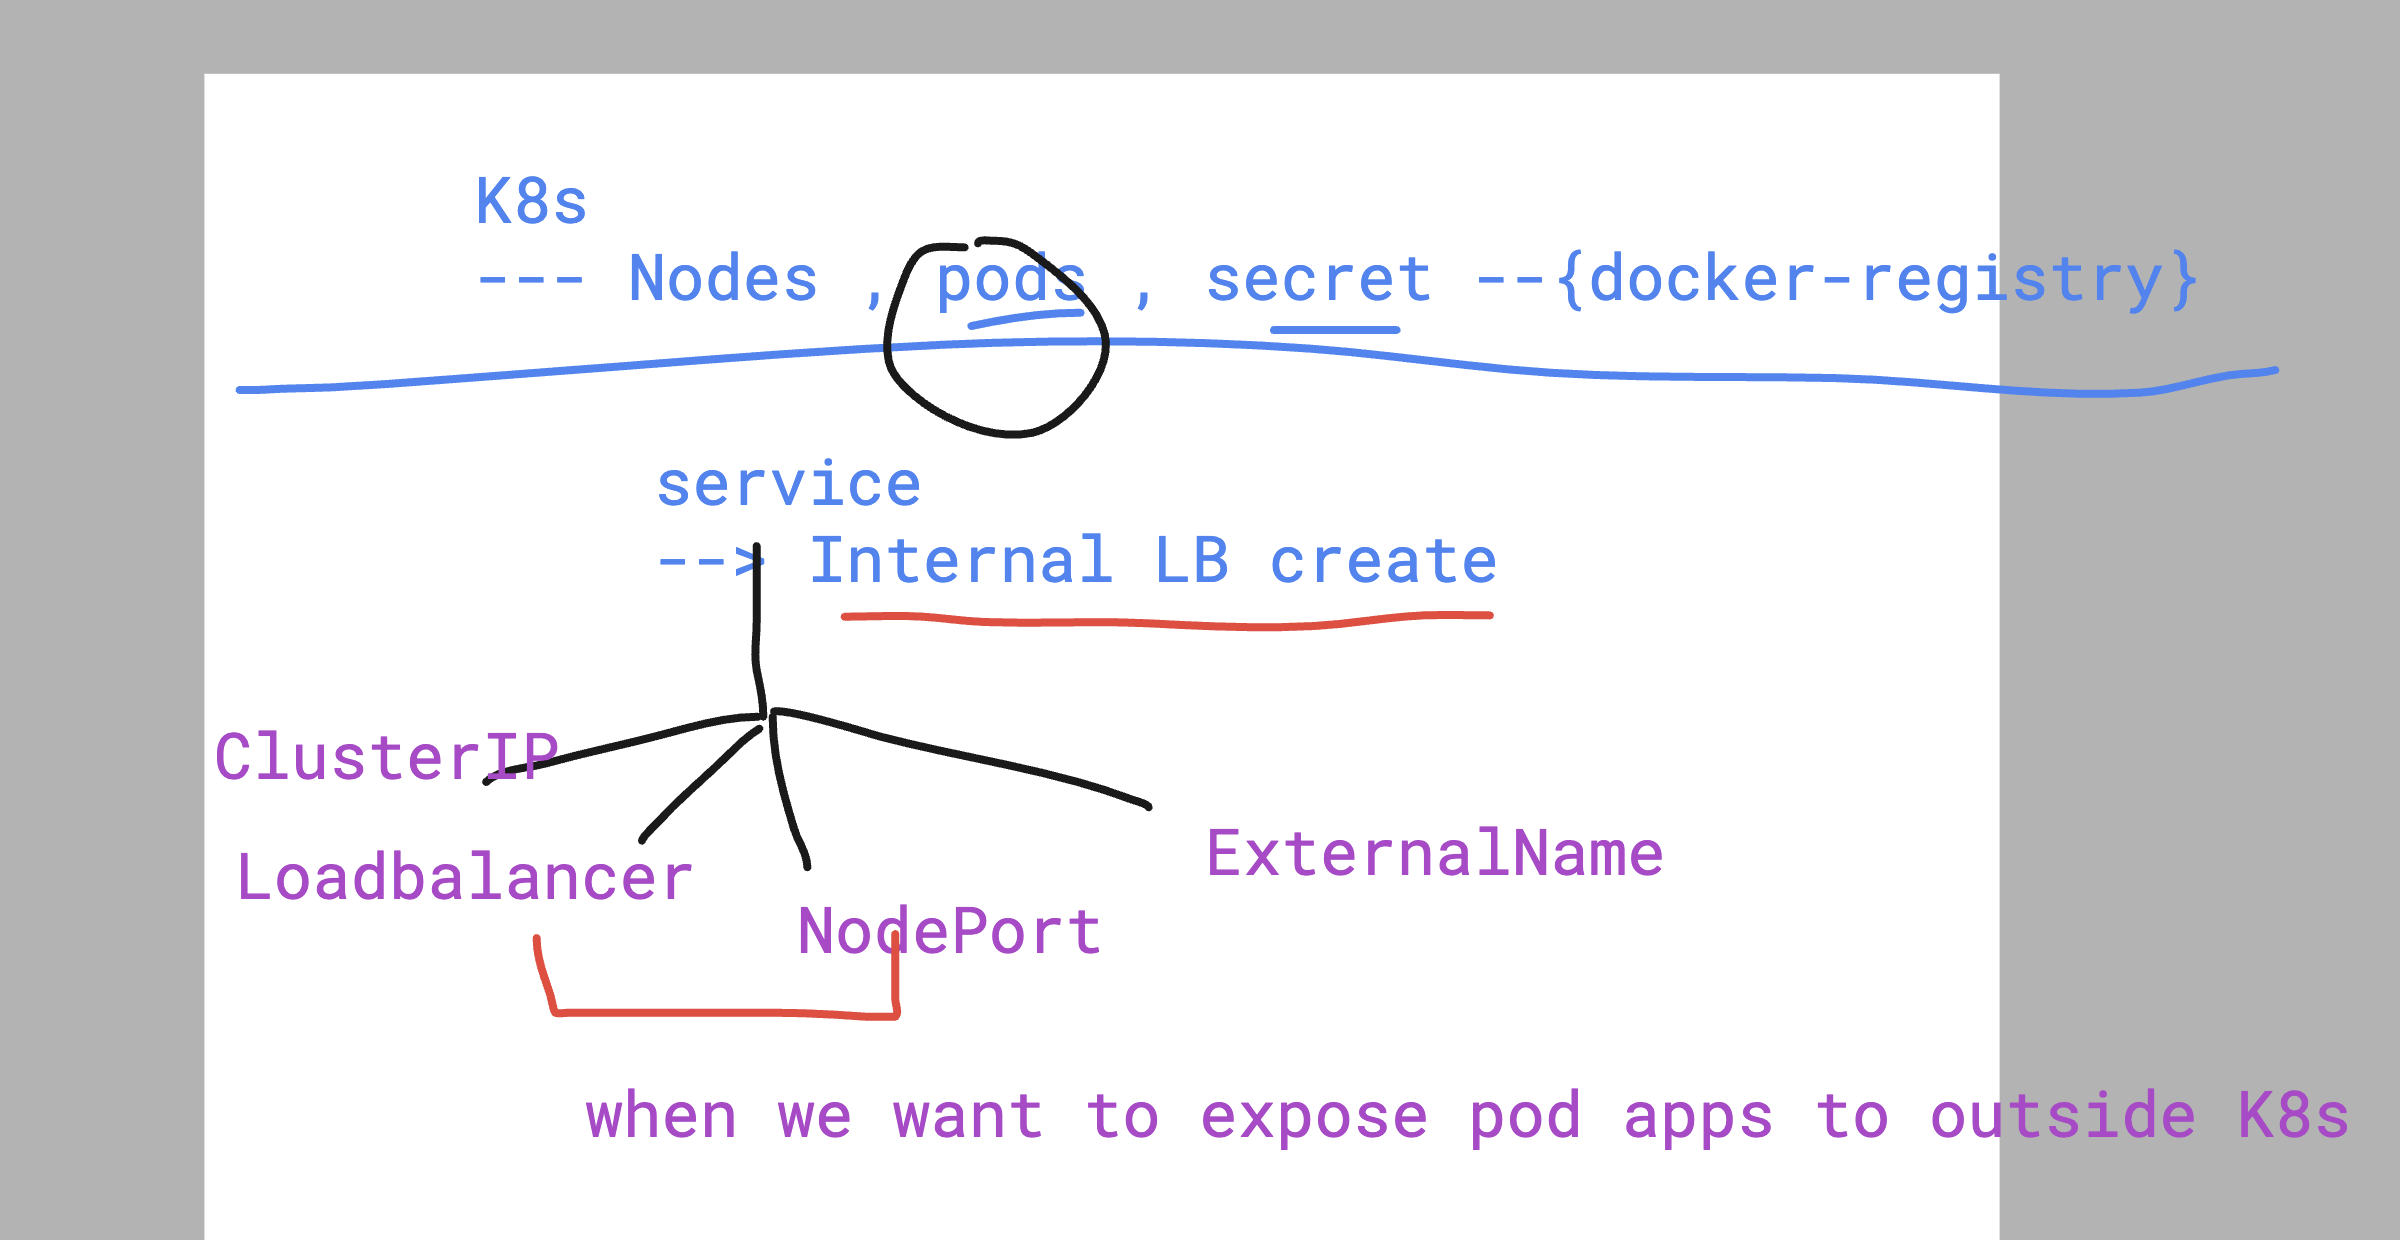 K8s
--- Nodes , pods , secret --{docker-registry}
service
--> Internal LB create
ClusterIP
Loadbalancer
ExternalName
NodePort
when we want to expose pod apps to outside K8s